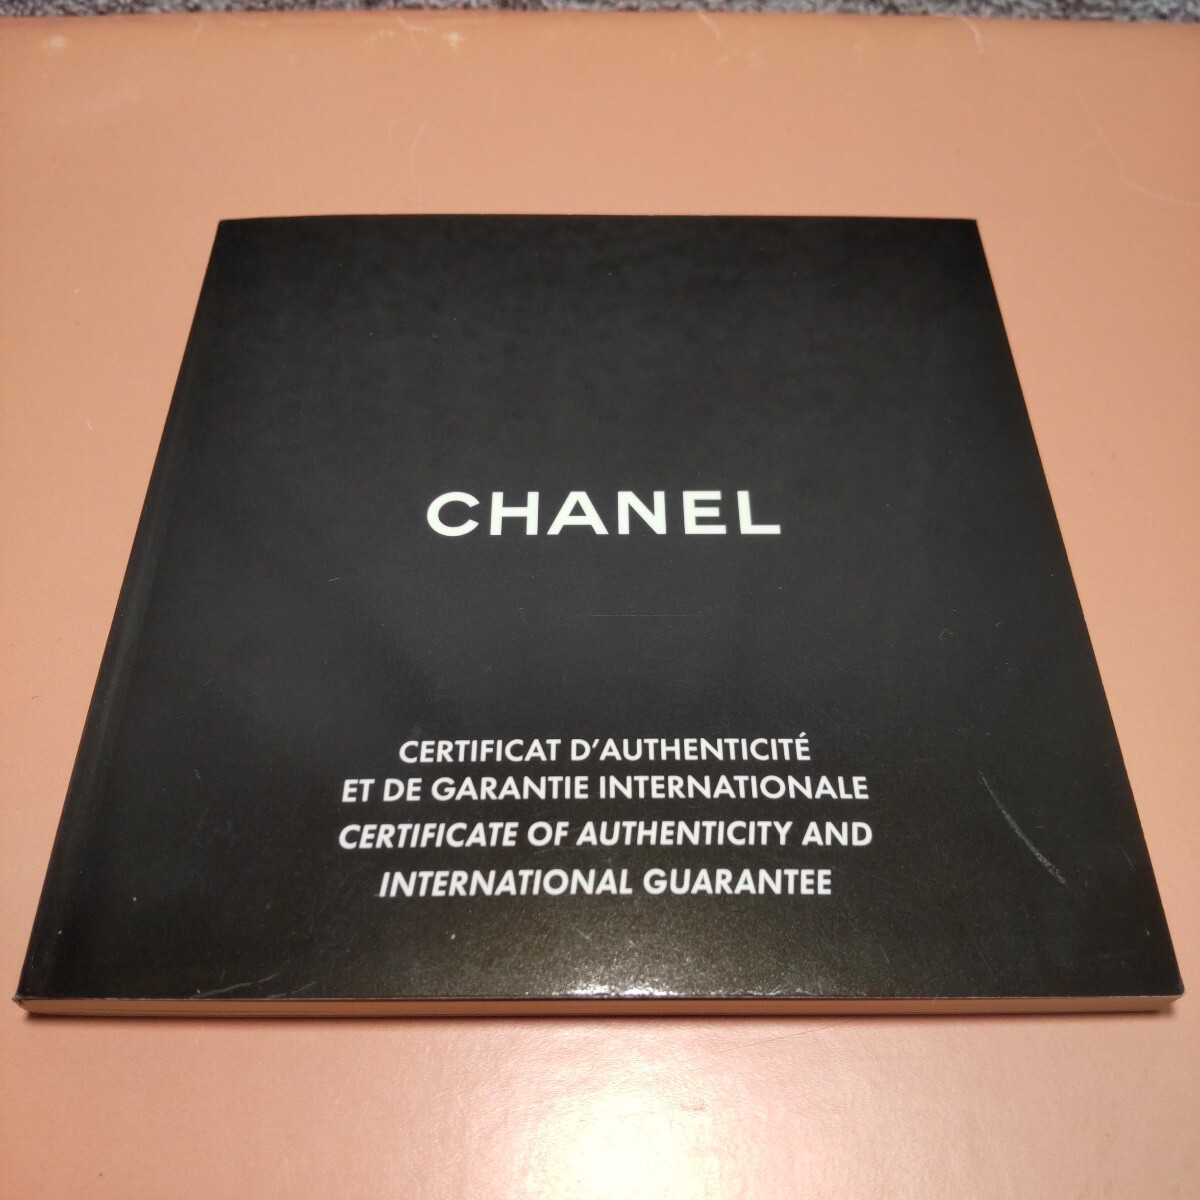 CHANEL
CERTIFICAT D'AUTHENTICITÉ
ET DE GARANTIE INTERNATIONALE
CERTIFICATE OF AUTHENTICITY AND
INTERNATIONAL GUARANTEE